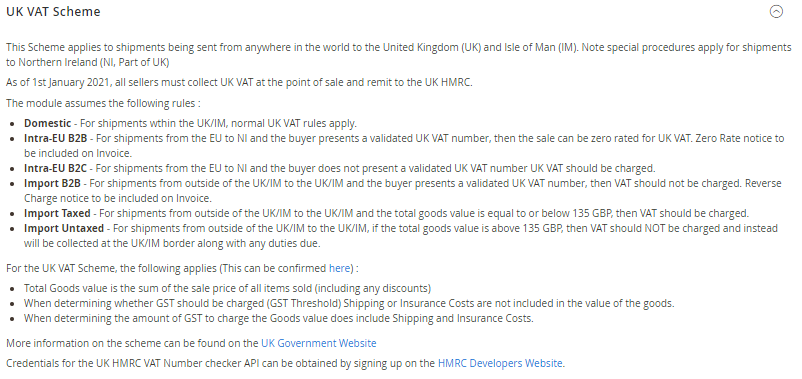 UK VAT Scheme
This Scheme applies to shipments being sent from anywhere in the world to the United Kingdom (UK) and Isle of Man (IM). Note special procedures apply for shipments
to Northern Ireland (NI, Part of UK)
As of 1st January 2021, all sellers must collect UK VAT at the point of sale and remit to the UK HMRC.
The module assumes the following rules :
Domestic - For shipments wthin the UK/IM, normal UK VAT rules apply.
Intra-EU B2B - For shipments from the EU to NI and the buyer presents a validated UK VAT number, then the sale can be zero rated for UK VAT. Zero Rate notice to
be included on Invoice.
Intra-EU B2C - For shipments from the EU to NI and the buyer does not present a validated UK VAT number UK VAT should be charged.
Import B2B - For shipments from outside of the UK/IM to the UK/IM and the buyer presents a validated UK VAT number, then VAT should not be charged. Reverse
Charge notice to be included on Invoice.
Import Taxed - For shipments from outside of the UK/IM to the UK/IM and the total goods value is equal to or below 135 GBP, then VAT should be charged.
Import Untaxed - For shipments from outside of the UK/IM to the UK/IM, if the total goods value is above 135 GBP, then VAT should NOT be charged and instead
will be collected at the UK/IM border along with any duties due.
For the UK VAT Scheme, the following applies (This can be confirmed here) :
Total Goods value is the sum of the sale price of all items sold (including any discounts)
When determining whether GST should be charged (GST Threshold) Shipping or Insurance Costs are not included in the value of the goods.
When determining the amount of GST to charge the Goods value does include Shipping and Insurance Costs.
More information on the scheme can be found on the UK Government Website
Credentials for the UK HMRC VAT Number checker API can be obtained by signing up on the HMRC Developers Website.